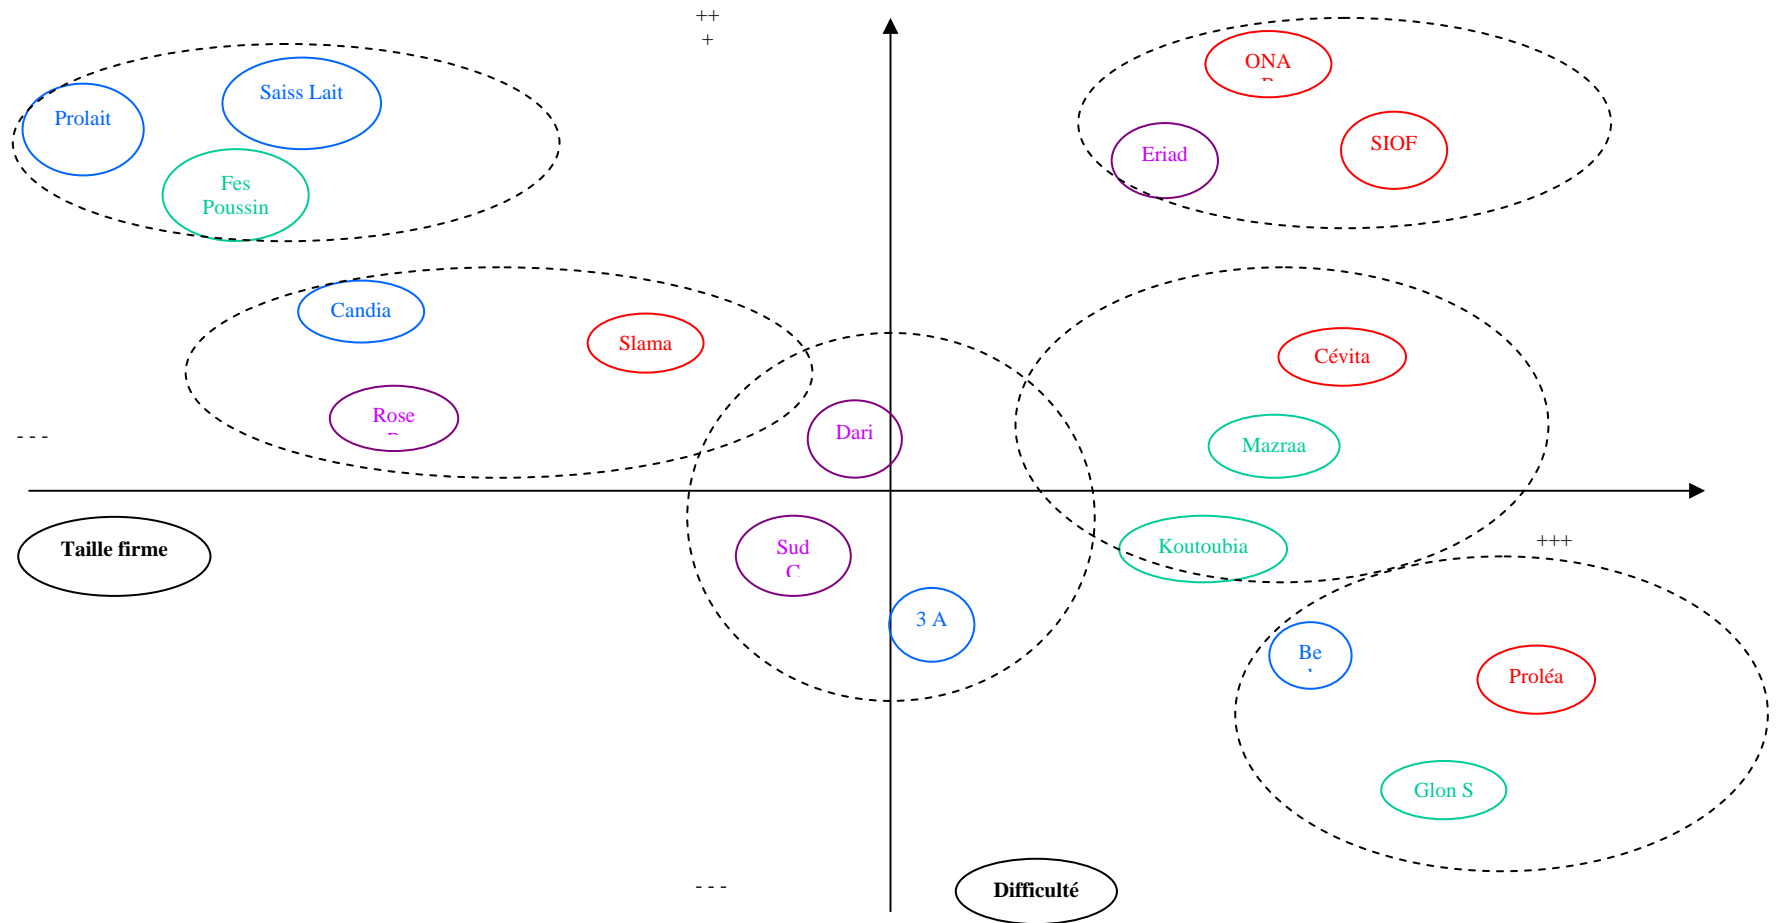 ++
+
ONA
Saiss Lait
Prolait
SIOF
Eriad
Fes
Poussin
Candia
Slama
Cévita
Rose
Dari
- - -
Mazraa
Taille firme
Sud
Koutoubia
+++
3 A
Be
Proléa
Glon S
- - -
Difficulté